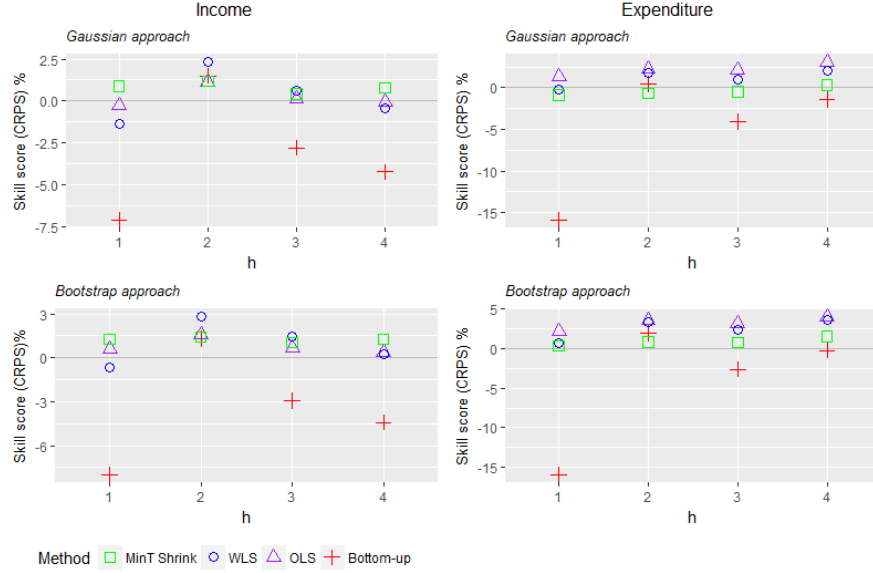 Income
Expenditure
Gaussian approach
Skill score (CRPS) %
2.5
0.0
-2.5
-5.0
-7.5
1 2 3 4
h
Gaussian approach
Skill score (CRPS) %
0
-5
-10
-15
1 2 3 4
h
Bootstrap approach
Skill score (CRPS)%
3
0
-3
-6
1 2 3 4
h
Bootstrap approach
Skill score (CRPS) %
5
0
-5
-10
-15
1 2 3 4
h
Method MinT Shrink WLS OLS Bottom-up